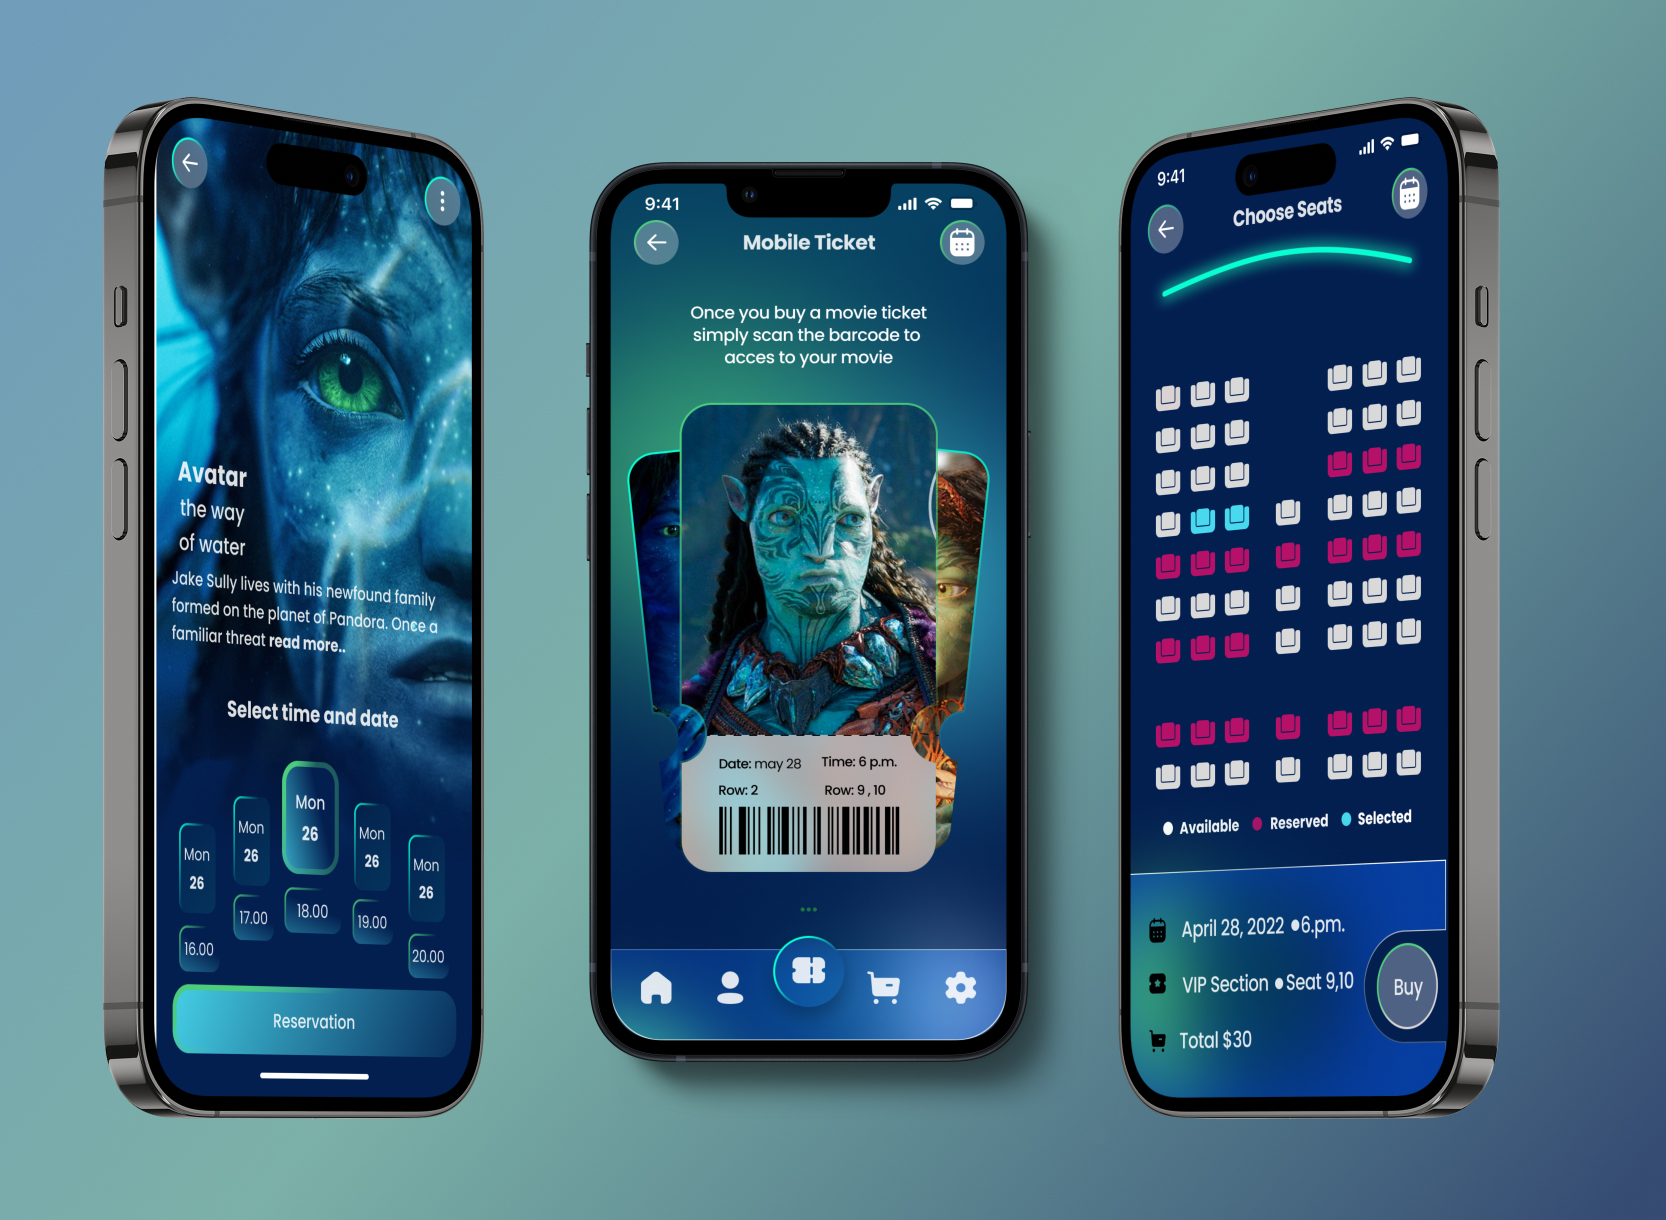 Avatar
the way
of water
Jake Sully lives with his newfound family
formed on the planet of Pandora. Once a
familiar threat read more..
Select time and date
Mon
26
Mon
26
Mon
26
Mon
26
Mon
26
16.00
17.00
18.00
19.00
20.00
Reservation
9:41
Mobile Ticket
Once you buy a movie ticket
simply scan the barcode to
acces to your movie
Date: may 28
Time: 6 p.m.
Row: 2
Row: 9 , 10
9:41
Choose Seats
Available
Reserved
Selected
April 28, 2022 •6.pm.
VIP Section •Seat 9,10
Total $30
Buy